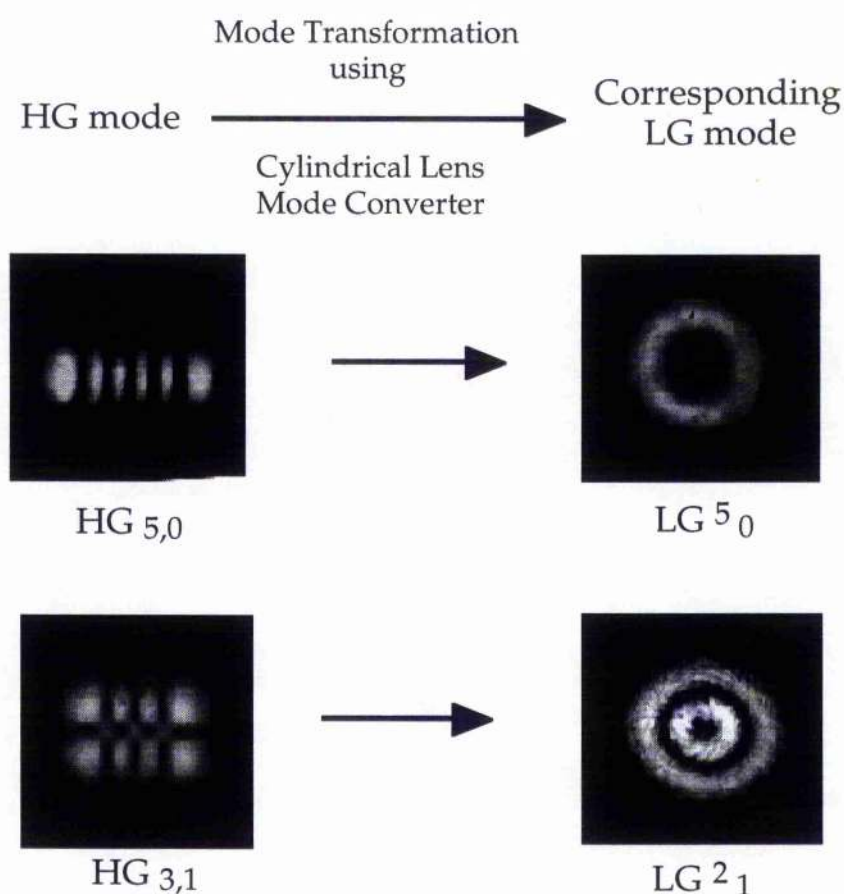 Mode Transformation
using
HG mode
Corresponding
LG mode
Cylindrical Lens
Mode Converter
HG 5,0
LG 5 0
HG 3,1
LG 2 1